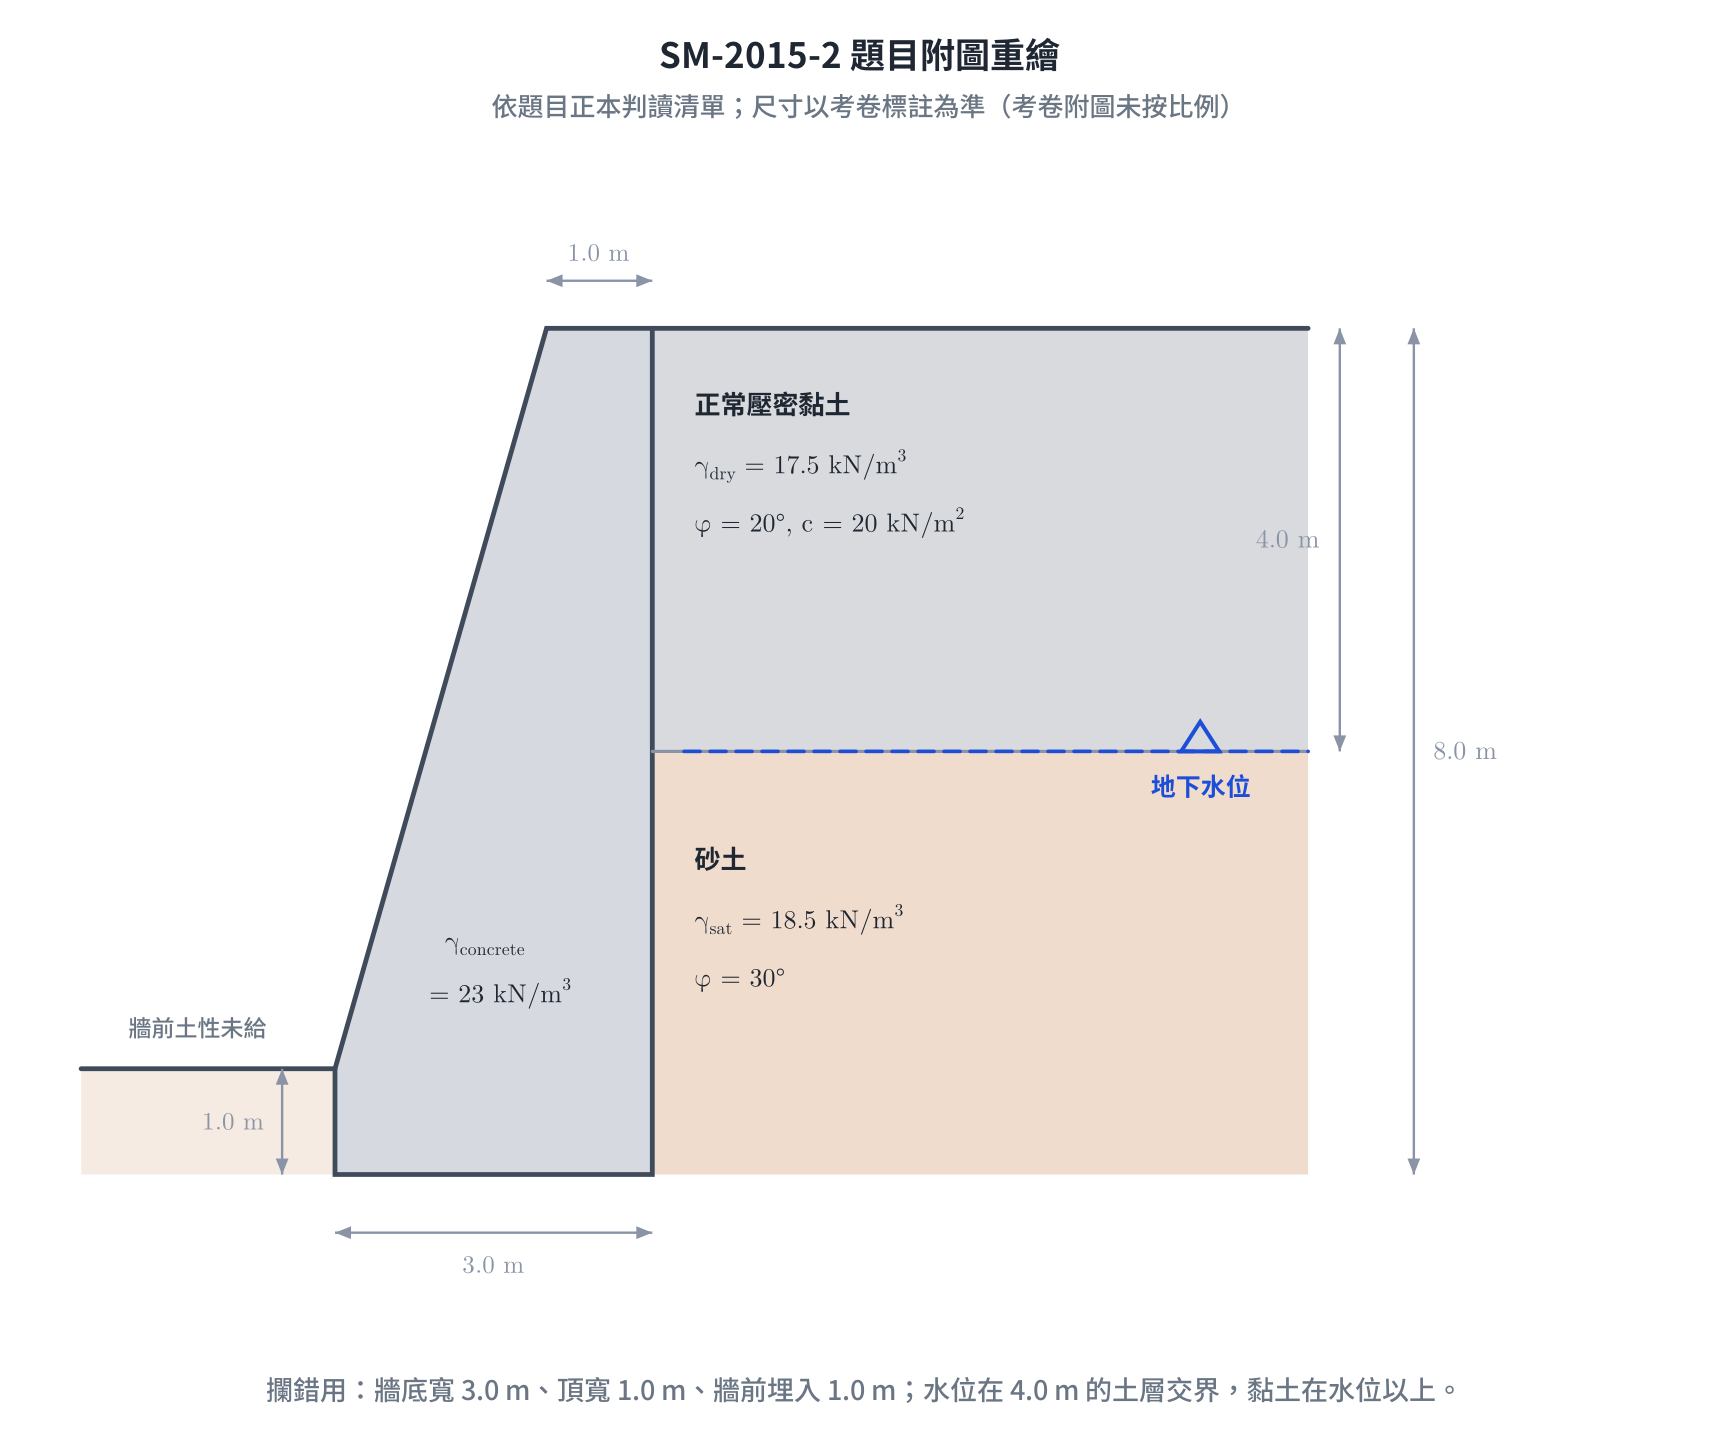 SM-2015-2 題目附圖重繪
依題目正本判讀清單；尺寸以考卷標註為準（考卷附圖未按比例）
1.0 m
正常壓密黏土
γdry = 17.5 kN/m³
φ = 20°, c = 20 kN/m²
4.0 m
8.0 m
地下水位
砂土
γsat = 18.5 kN/m³
φ = 30°
γconcrete
= 23 kN/m³
牆前土性未給
1.0 m
3.0 m
攔錯用：牆底寬 3.0 m、頂寬 1.0 m、牆前埋入 1.0 m；水位在 4.0 m 的土層交界，黏土在水位以上。